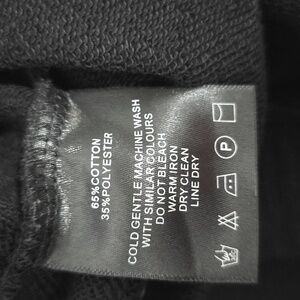 65%COTTON
35%POLYESTER
COLD GENTLE MACHINE WASH
WITH SIMILAR COLOURS
DO NOT BLEACH
WARM IRON
DRY CLEAN
LINE DRY
P